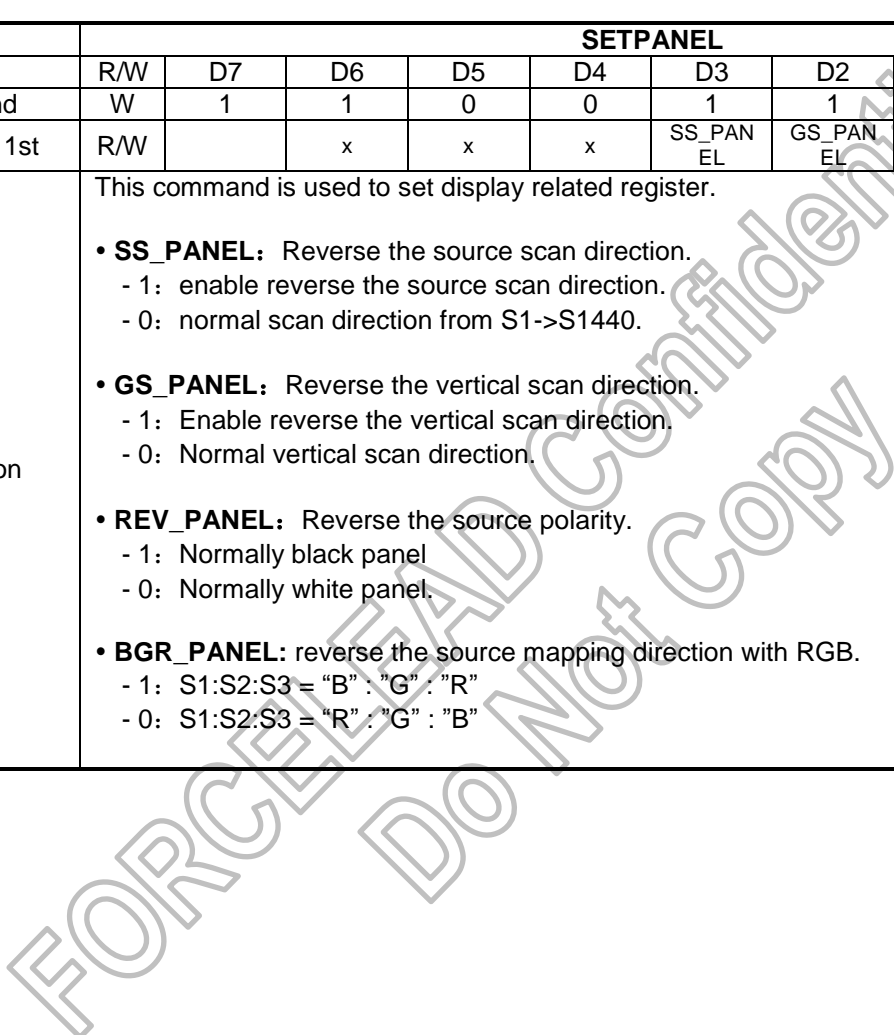 SETPANEL
R/W D7 D6 D5 D4 D3 D2
d W 1 1 0 0 1 1
1st R/W x x x SS_PAN
EL GS_PAN
EL
This command is used to set display related register.
• SS_PANEL：Reverse the source scan direction.
- 1：enable reverse the source scan direction.
- 0：normal scan direction from S1->S1440.
• GS_PANEL：Reverse the vertical scan direction.
- 1：Enable reverse the vertical scan direction.
- 0：Normal vertical scan direction.
on
• REV_PANEL：Reverse the source polarity.
- 1：Normally black panel
- 0：Normally white panel.
• BGR_PANEL: reverse the source mapping direction with RGB.
- 1：S1:S2:S3 = “B” : ”G” : ”R”
- 0：S1:S2:S3 = “R” : ”G” : ”B”
FORCELEAD Confident
Do Not Copy